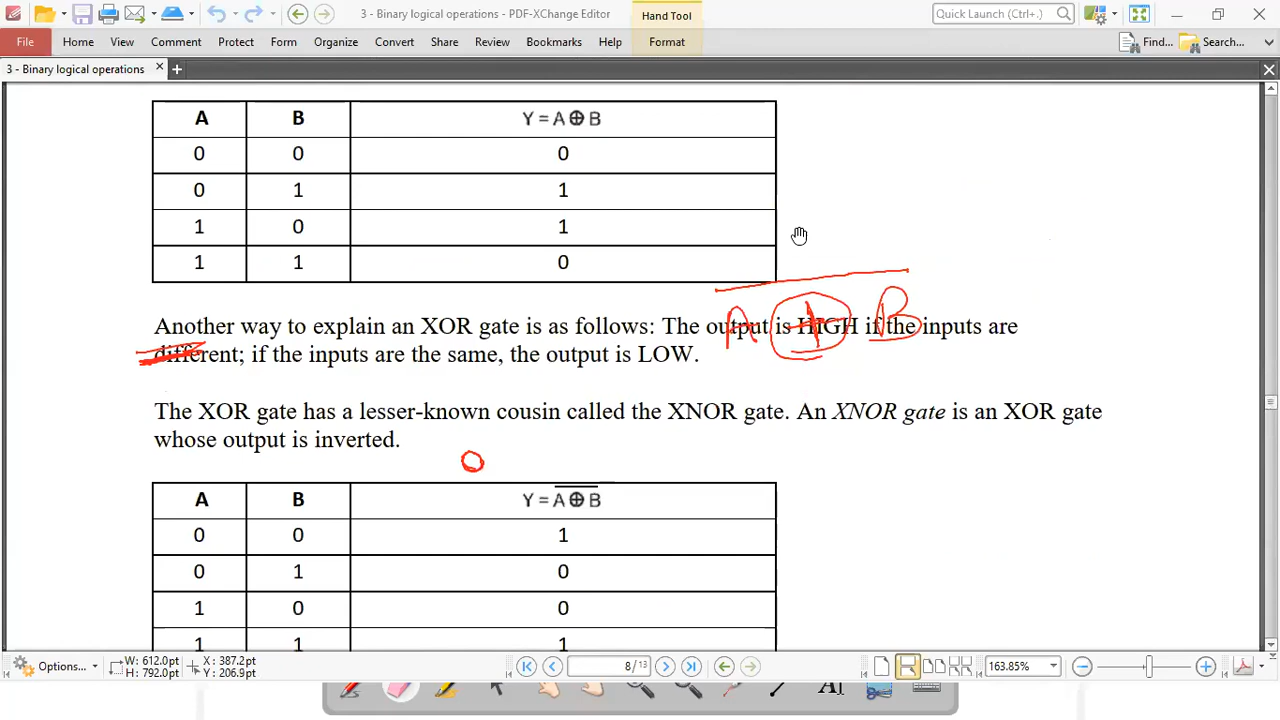 3 - Binary logical operations - PDF-XChange Editor
Hand Tool
Quick Launch (Ctrl+.)
File Home View Comment Protect Form Organize Convert Share Review Bookmarks Help Format Find... Search...
3 - Binary logical operations
A B Y = A ⊕ B
0 0 0
0 1 1
1 0 1
1 1 0
A ⊕ B
Another way to explain an XOR gate is as follows: The output is HIGH if the inputs are
different; if the inputs are the same, the output is LOW.
The XOR gate has a lesser-known cousin called the XNOR gate. An XNOR gate is an XOR gate
whose output is inverted.
A B Y = A̅ ⊕̅ B̅
0 0 1
0 1 0
1 0 0
1 1 1
Options... W: 612.0pt X: 387.2pt 8 / 13 163.85%
H: 792.0pt Y: 206.9pt
AI